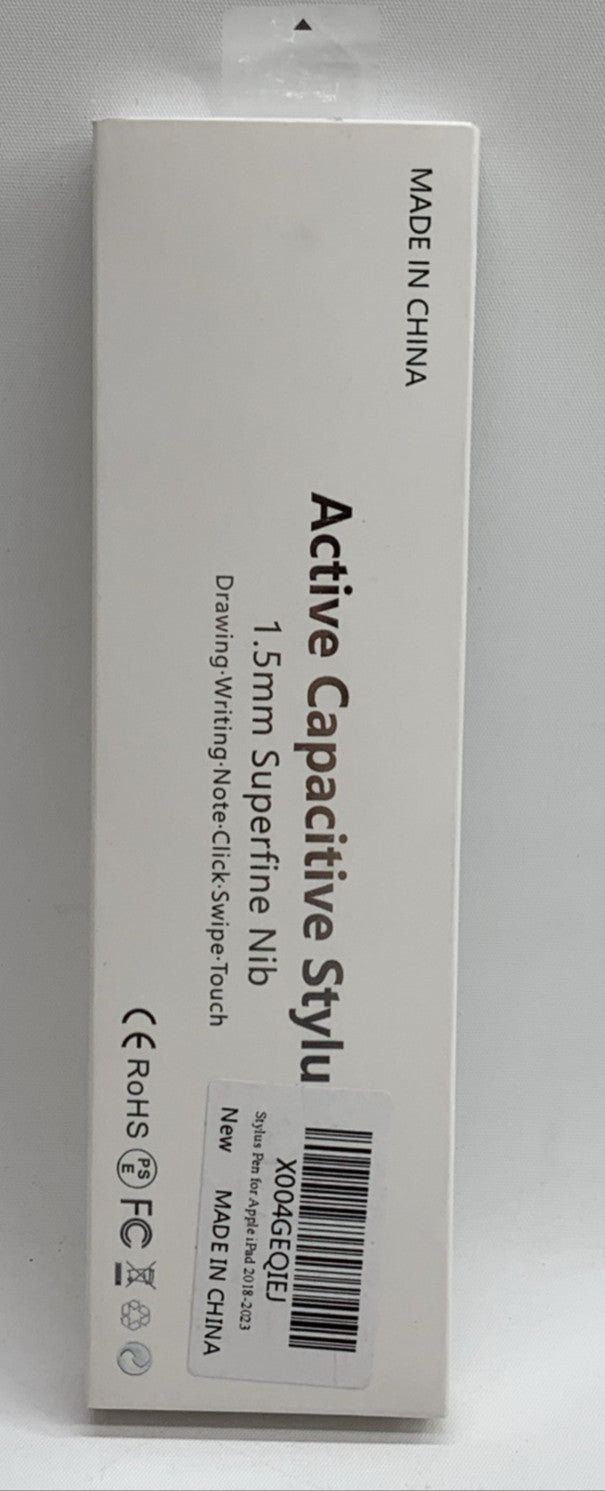 MADE IN CHINA
Active Capacitive Stylu
1.5mm Superfine Nib
Drawing·Writing·Note·Click·Swipe·Touch
X004GEQIEJ
Stylus Pen for Apple iPad 2018-2023
New MADE IN CHINA
CE RoHS PSE FC